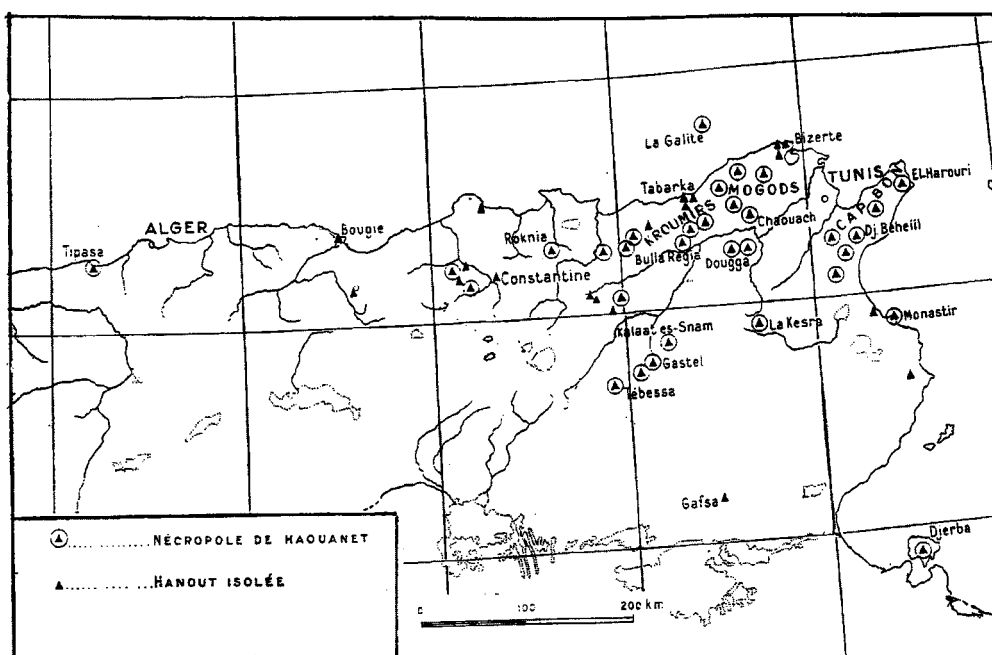 La Galite
Bizerte
Tabarka
MOGODS
TUNIS
EL.Harouri
CAP BON
KROUMIRS
ALGER
Bougie
Roknia
Chaouach
Dj Beheiil
Tipasa
Bulla Regia
Dougga
Constantine
Kalaat-es-Snam
La Kesra
Monastir
Gastel
Tébessa
Gafsa
Djerba
NÉCROPOLE DE HAOUANET
HANOUT ISOLÉE
0 100 200 km